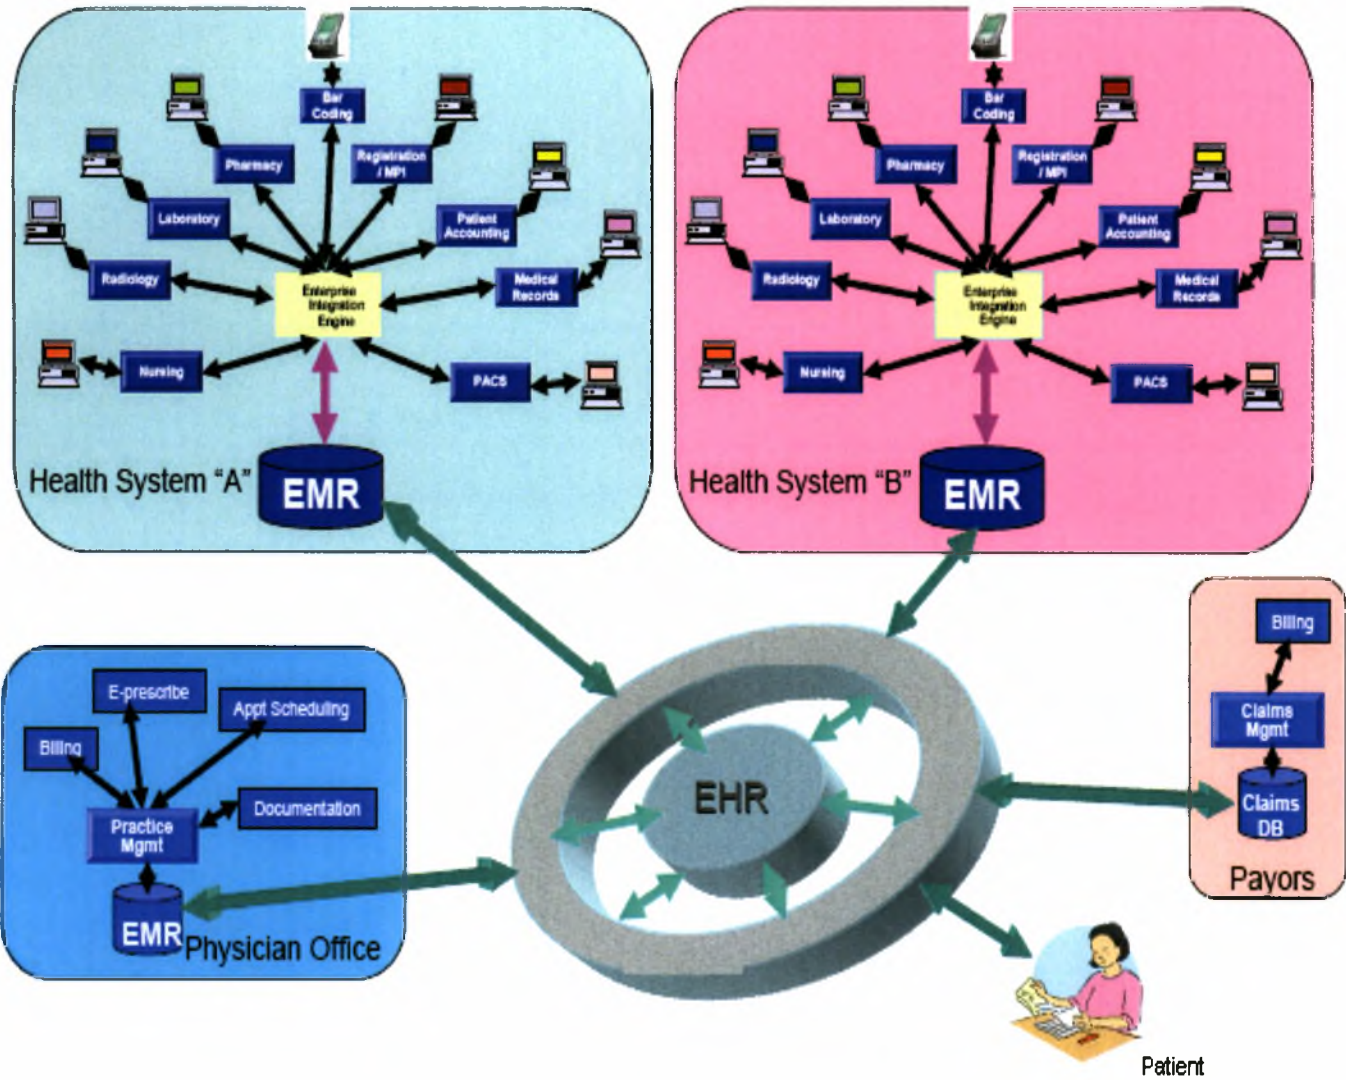 Bar
Coding
Pharmacy
Registration
/ MPI
Laboratory
Patient
Accounting
Radiology
Medical
Records
Enterprise
Integration
Engine
Nursing
PACS
Health System “A”
EMR
Bar
Coding
Pharmacy
Registration
/ MPI
Laboratory
Patient
Accounting
Radiology
Medical
Records
Enterprise
Integration
Engine
Nursing
PACS
Health System “B”
EMR
E-prescribe
Appt Scheduling
Billing
Documentation
Practice
Mgmt
EMR
Physician Office
EHR
Billing
Claims
Mgmt
Claims
DB
Payors
Patient